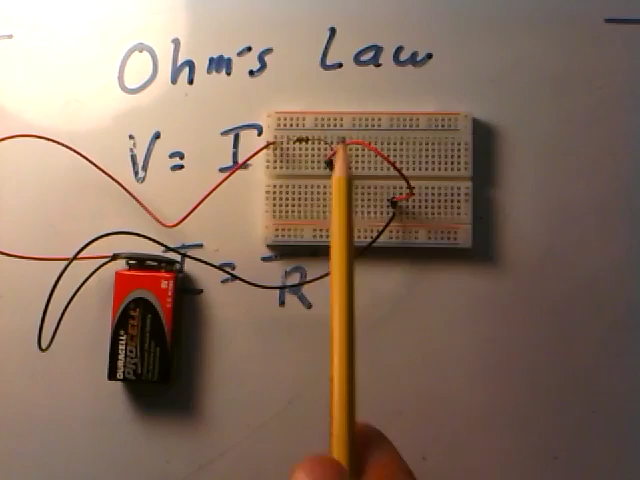 Ohm's Law
V = I
I = R
DURACELL
PROCELL